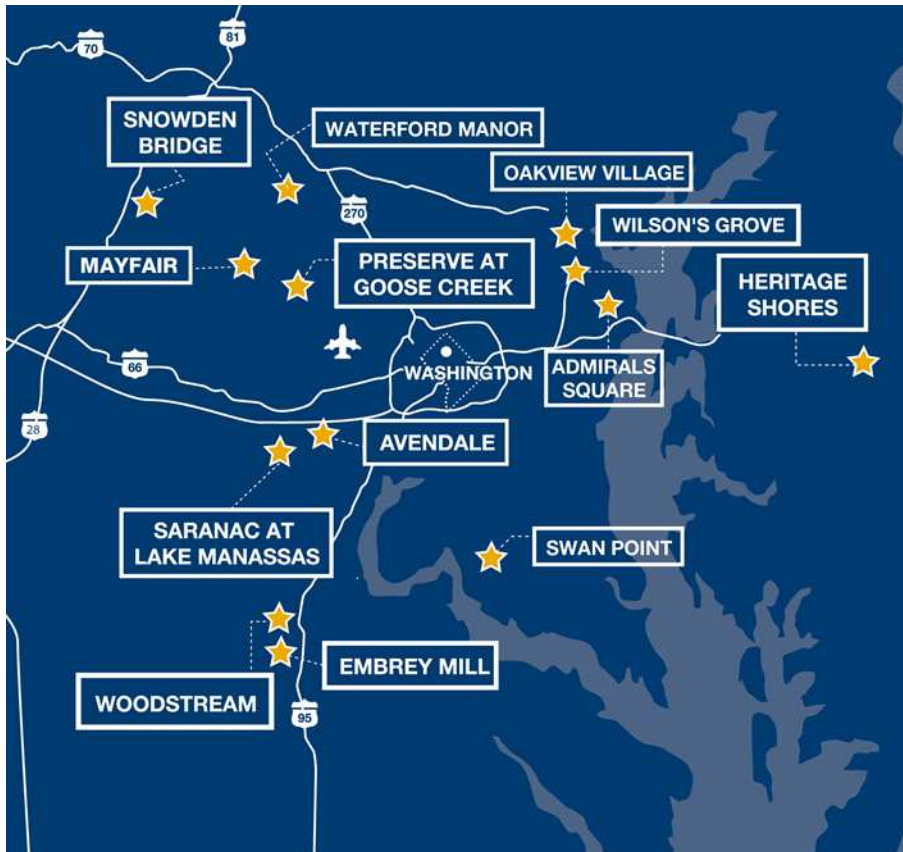 81
70
SNOWDEN
BRIDGE
WATERFORD MANOR
OAKVIEW VILLAGE
270
WILSON'S GROVE
MAYFAIR
PRESERVE AT
GOOSE CREEK
HERITAGE
SHORES
66
WASHINGTON
ADMIRALS
SQUARE
28
AVENDALE
SARANAC AT
LAKE MANASSAS
SWAN POINT
EMBREY MILL
WOODSTREAM
95